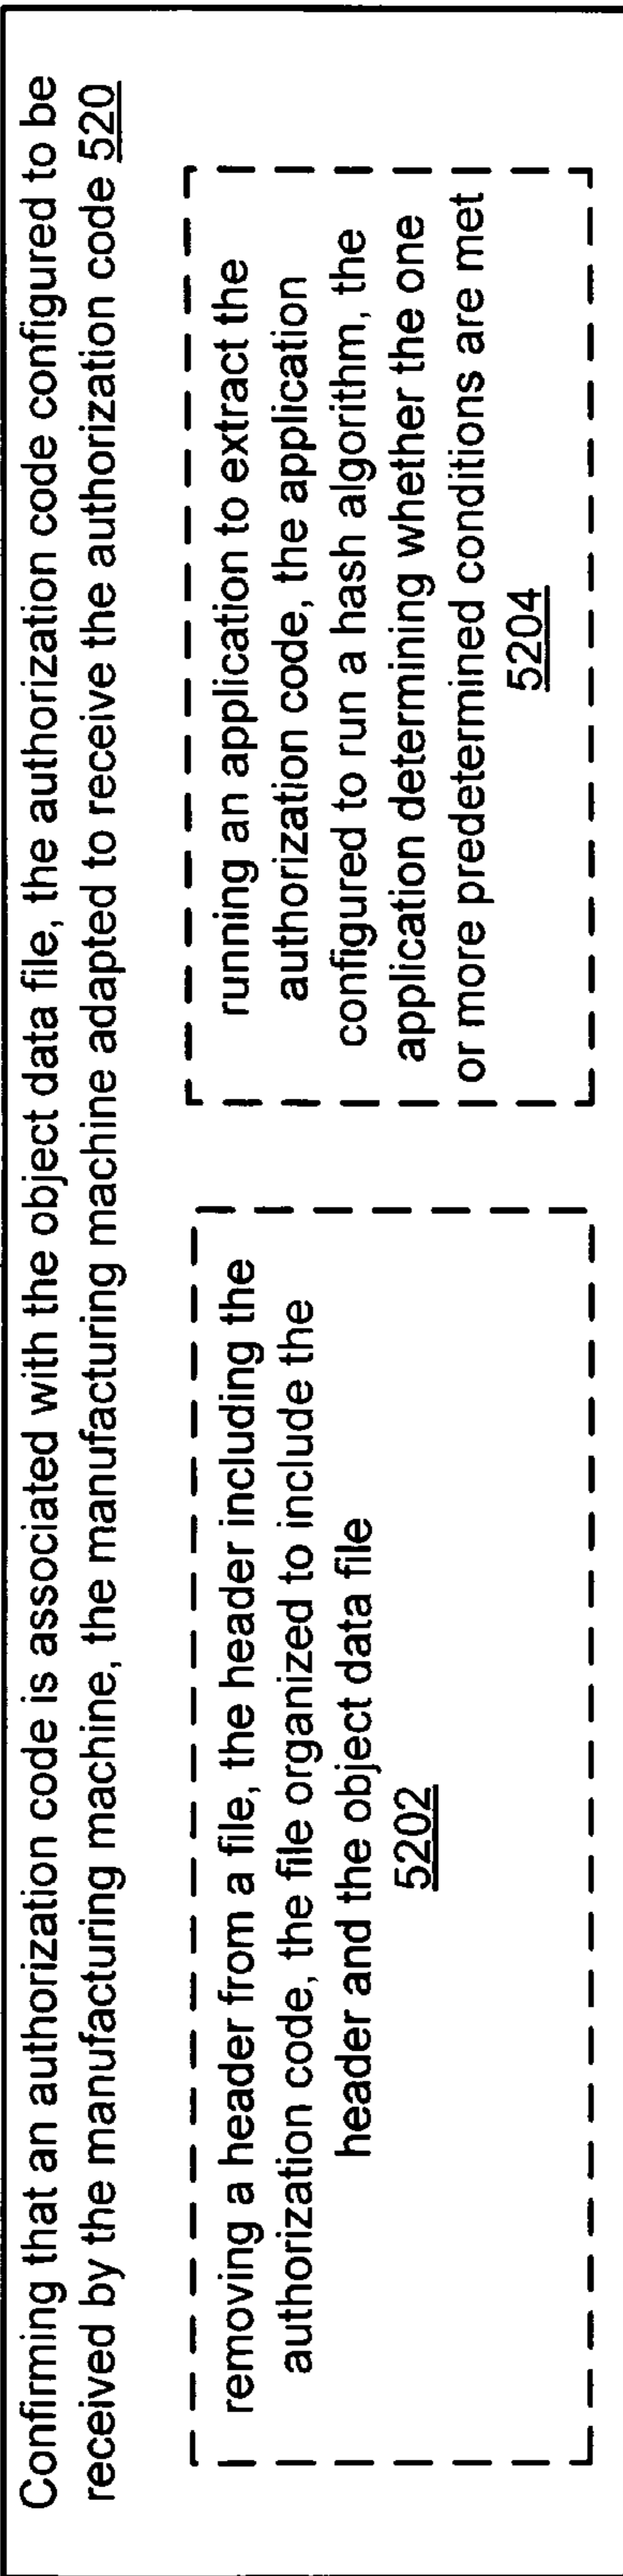 Confirming that an authorization code is associated with the object data file, the authorization code configured to be
received by the manufacturing machine, the manufacturing machine adapted to receive the authorization code 520
removing a header from a file, the header including the
authorization code, the file organized to include the
header and the object data file
5202
running an application to extract the
authorization code, the application
configured to run a hash algorithm, the
application determining whether the one
or more predetermined conditions are met
5204